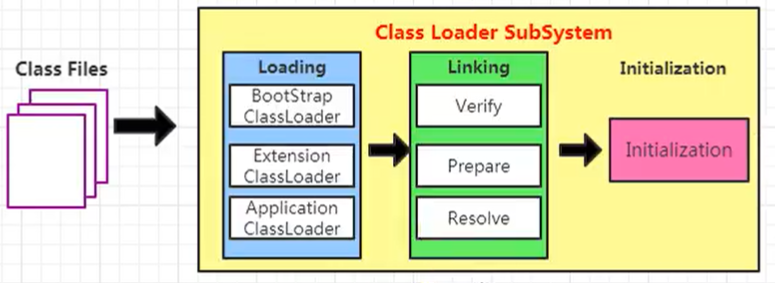 Class Loader SubSystem
Class Files
Loading
BootStrap
ClassLoader
Extension
ClassLoader
Application
ClassLoader
Linking
Verify
Prepare
Resolve
Initialization
Initialization